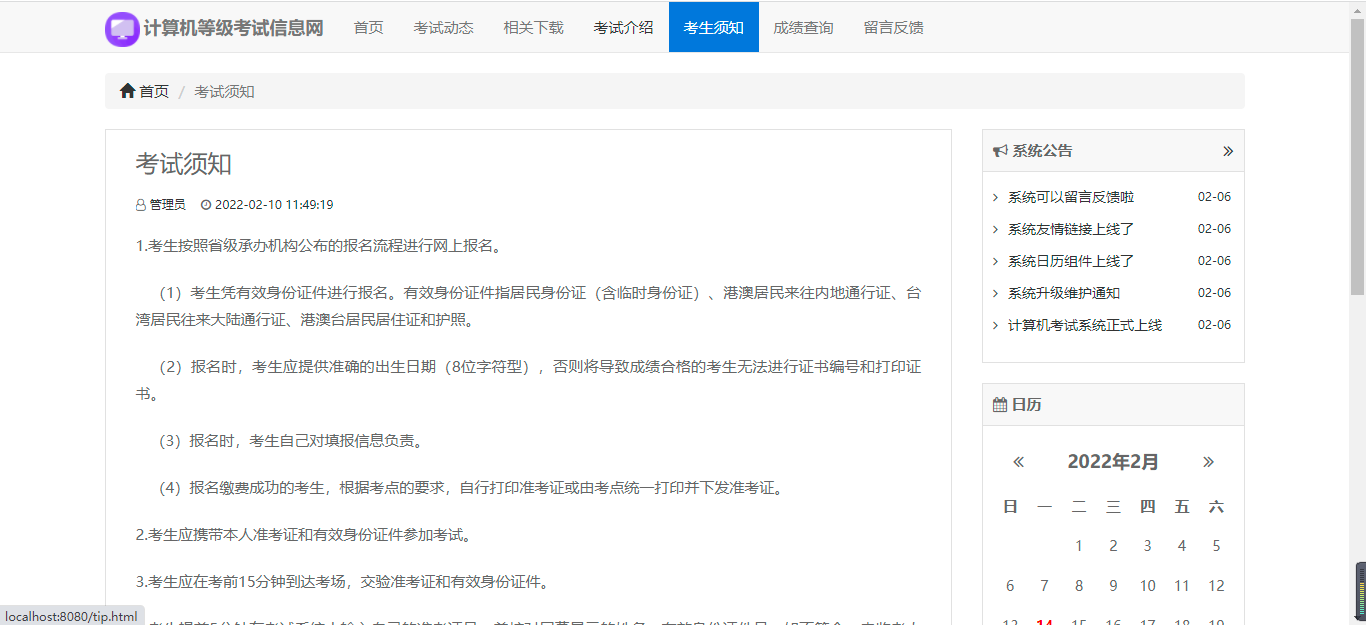 计算机等级考试信息网 首页 考试动态 相关下载 考试介绍 考生须知 成绩查询 留言反馈
首页 / 考试须知
考试须知
管理员 2022-02-10 11:49:19
1.考生按照省级承办机构公布的报名流程进行网上报名。
（1）考生凭有效身份证件进行报名。有效身份证件指居民身份证（含临时身份证）、港澳居民来往内地通行证、台
湾居民往来大陆通行证、港澳台居民居住证和护照。
（2）报名时，考生应提供准确的出生日期（8位字符型），否则将导致成绩合格的考生无法进行证书编号和打印证
书。
（3）报名时，考生自己对填报信息负责。
（4）报名缴费成功的考生，根据考点的要求，自行打印准考证或由考点统一打印并下发准考证。
2.考生应携带本人准考证和有效身份证件参加考试。
3.考生应在考前15分钟到达考场，交验准考证和有效身份证件。
系统公告 »
系统可以留言反馈啦 02-06
系统友情链接上线了 02-06
系统日历组件上线了 02-06
系统升级维护通知 02-06
计算机考试系统正式上线 02-06
日历
« 2022年2月 »
日 一 二 三 四 五 六
1 2 3 4 5
6 7 8 9 10 11 12
13 14 15 16 17 18 19
localhost:8080/tip.html